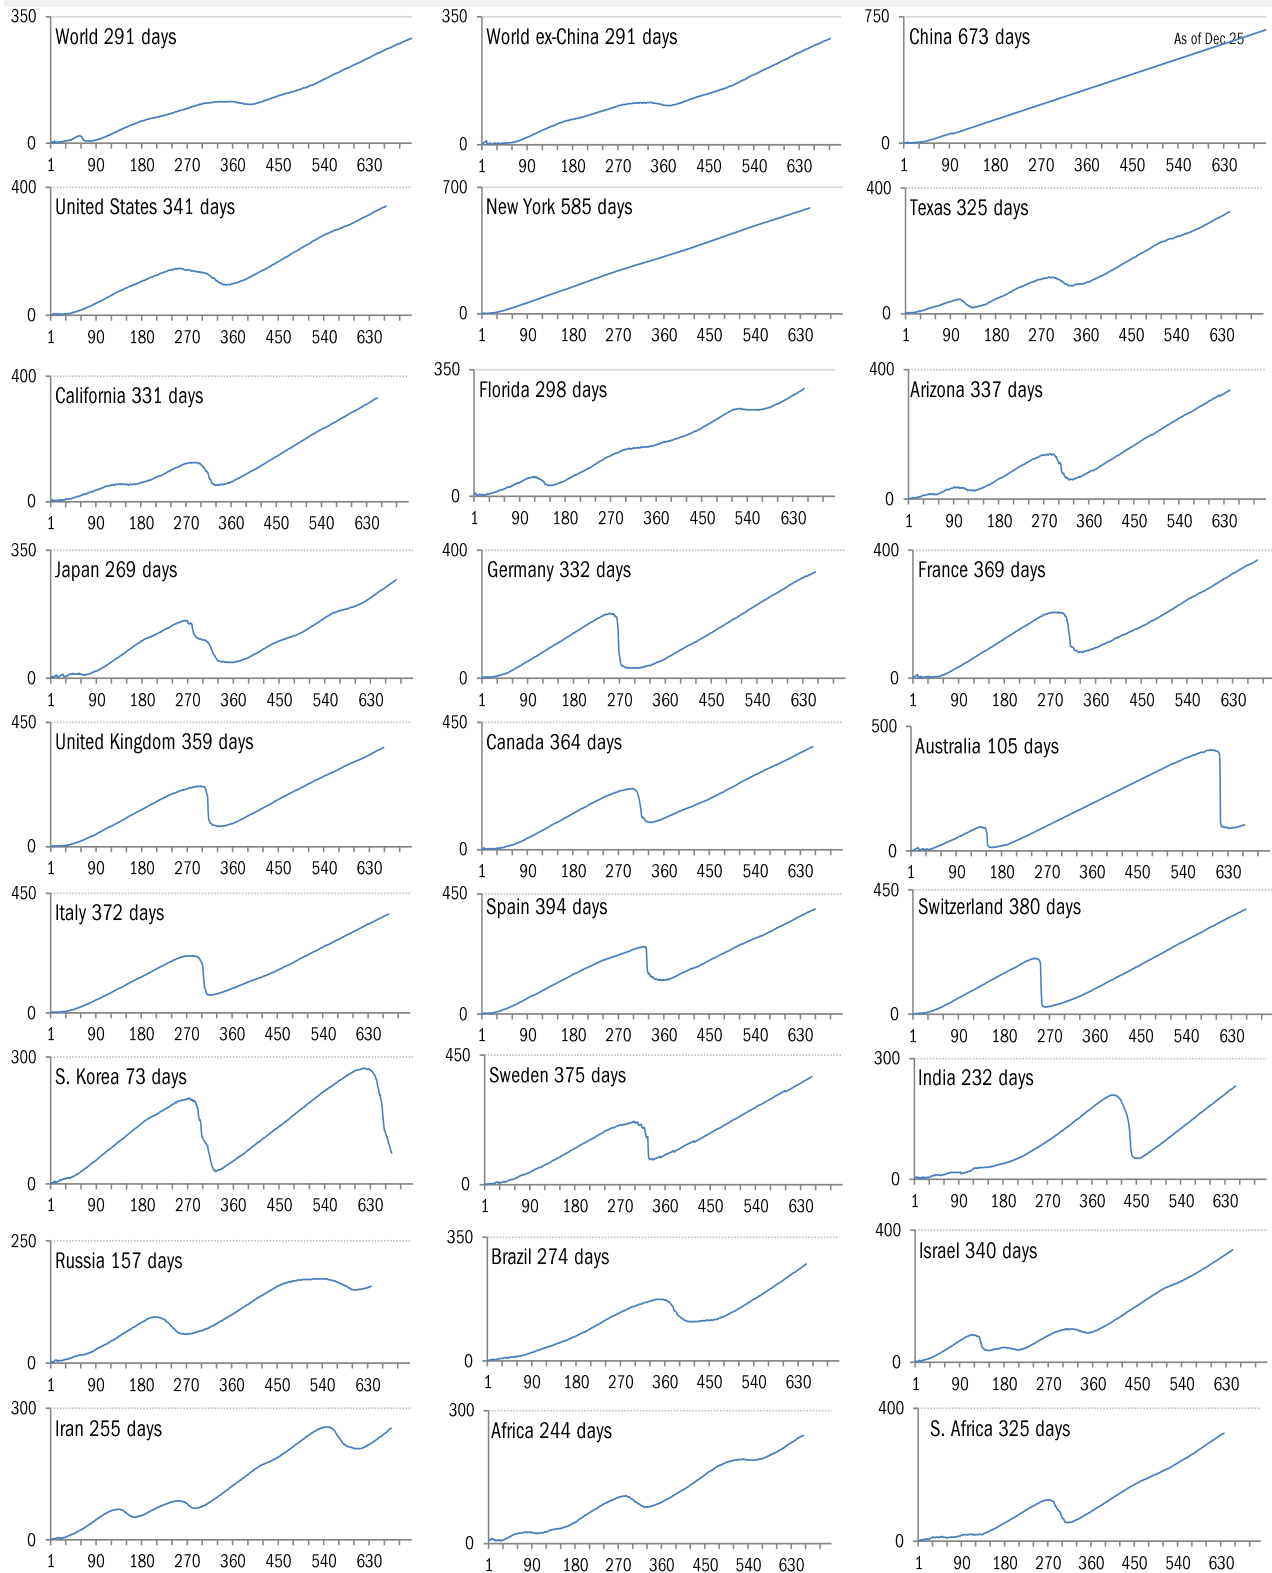 350
World 291 days
0
1 90 180 270 360 450 540 630
350
World ex-China 291 days
0
1 90 180 270 360 450 540 630
750
China 673 days
As of Dec 25
0
1 90 180 270 360 450 540 630
400
United States 341 days
0
1 90 180 270 360 450 540 630
700
New York 585 days
0
1 90 180 270 360 450 540 630
400
Texas 325 days
0
1 90 180 270 360 450 540 630
400
California 331 days
0
1 90 180 270 360 450 540 630
350
Florida 298 days
0
1 90 180 270 360 450 540 630
400
Arizona 337 days
0
1 90 180 270 360 450 540 630
350
Japan 269 days
0
1 90 180 270 360 450 540 630
400
Germany 332 days
0
1 90 180 270 360 450 540 630
400
France 369 days
0
1 90 180 270 360 450 540 630
450
United Kingdom 359 days
0
1 90 180 270 360 450 540 630
450
Canada 364 days
0
1 90 180 270 360 450 540 630
500
Australia 105 days
0
1 90 180 270 360 450 540 630
450
Italy 372 days
0
1 90 180 270 360 450 540 630
450
Spain 394 days
0
1 90 180 270 360 450 540 630
450
Switzerland 380 days
0
1 90 180 270 360 450 540 630
300
S. Korea 73 days
0
1 90 180 270 360 450 540 630
450
Sweden 375 days
0
1 90 180 270 360 450 540 630
300
India 232 days
0
1 90 180 270 360 450 540 630
250
Russia 157 days
0
1 90 180 270 360 450 540 630
350
Brazil 274 days
0
1 90 180 270 360 450 540 630
400
Israel 340 days
0
1 90 180 270 360 450 540 630
300
Iran 255 days
0
1 90 180 270 360 450 540 630
300
Africa 244 days
0
1 90 180 270 360 450 540 630
400
S. Africa 325 days
0
1 90 180 270 360 450 540 630